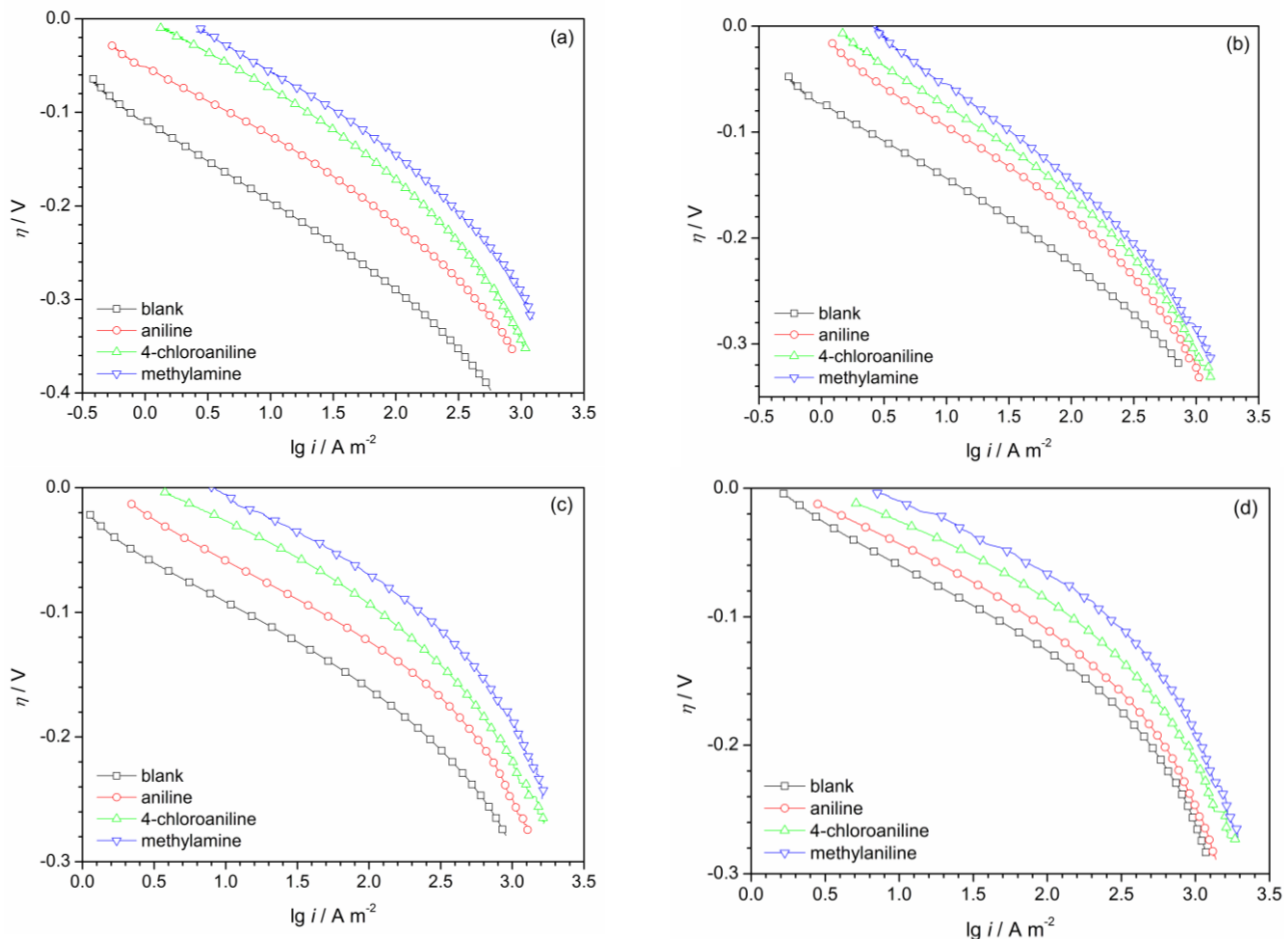 (a)
0.0
-0.1
-0.2
-0.3
-0.4
η / V
blank
aniline
4-chloroaniline
methylamine
-0.5 0.0 0.5 1.0 1.5 2.0 2.5 3.0 3.5
lg i / A m⁻²
(b)
0.0
-0.1
-0.2
-0.3
η / V
blank
aniline
4-chloroaniline
methylamine
-0.5 0.0 0.5 1.0 1.5 2.0 2.5 3.0 3.5
lg i / A m⁻²
(c)
0.0
-0.1
-0.2
-0.3
η / V
blank
aniline
4-chloroaniline
methylamine
0.0 0.5 1.0 1.5 2.0 2.5 3.0 3.5
lg i / A m⁻²
(d)
0.0
-0.1
-0.2
-0.3
η / V
blank
aniline
4-chloroaniline
methylaniline
0.0 0.5 1.0 1.5 2.0 2.5 3.0 3.5
lg i / A m⁻²